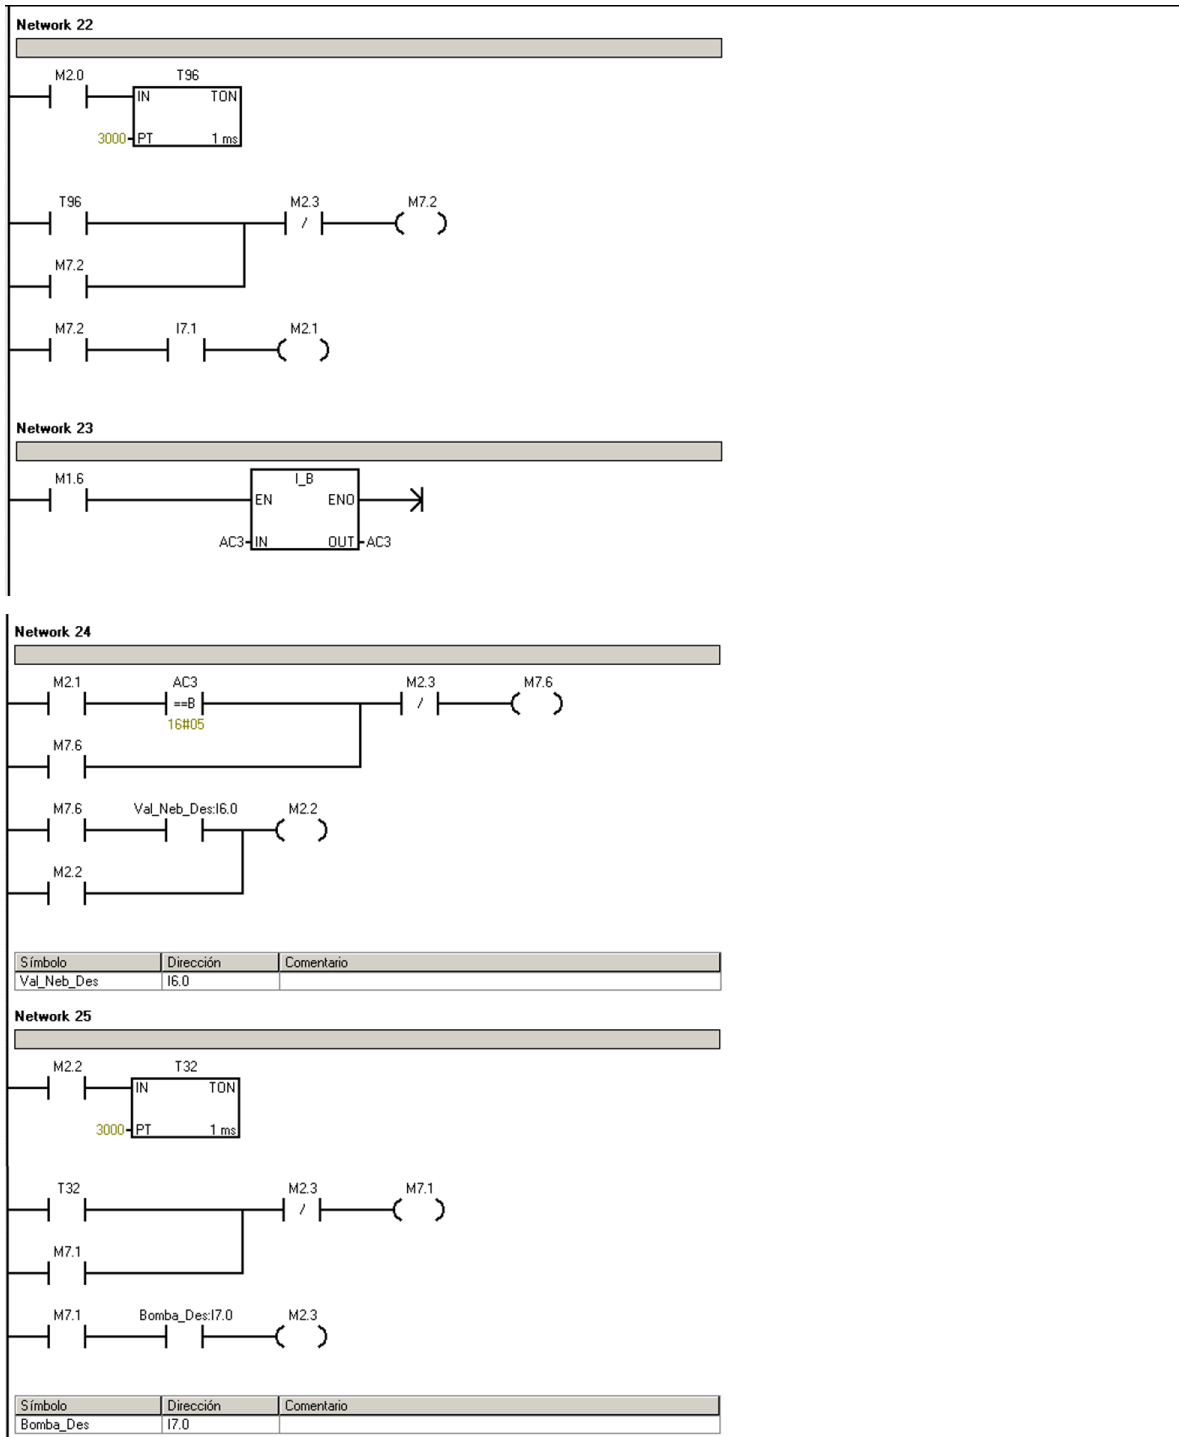 Network 22
M2.0 T96
IN TON
3000 PT 1 ms
T96 M2.3 M7.2
/
M7.2
M7.2 I7.1 M2.1
Network 23
M1.6 I_B
EN ENO
AC3 IN OUT AC3
Network 24
M2.1 AC3 M2.3 M7.6
==B /
16#05
M7.6
M7.6 Val_Neb_Des:I6.0 M2.2
M2.2
Símbolo Dirección Comentario
Val_Neb_Des I6.0
Network 25
M2.2 T32
IN TON
3000 PT 1 ms
T32 M2.3 M7.1
/
M7.1
M7.1 Bomba_Des:I7.0 M2.3
Símbolo Dirección Comentario
Bomba_Des I7.0